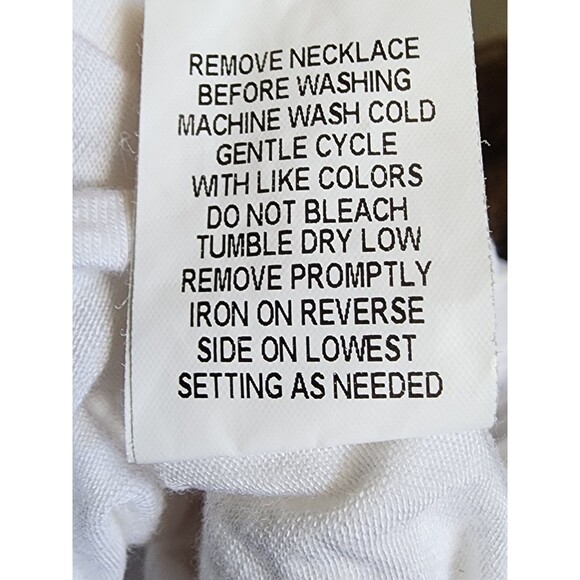 REMOVE NECKLACE
BEFORE WASHING
MACHINE WASH COLD
GENTLE CYCLE
WITH LIKE COLORS
DO NOT BLEACH
TUMBLE DRY LOW
REMOVE PROMPTLY
IRON ON REVERSE
SIDE ON LOWEST
SETTING AS NEEDED